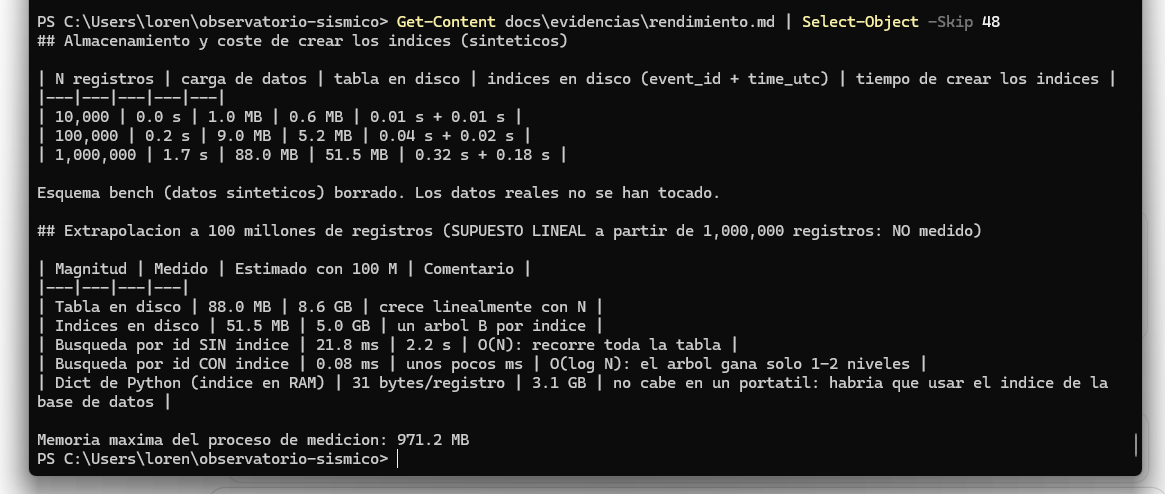 PS C:\Users\loren\observatorio-sismico> Get-Content docs\evidencias\rendimiento.md | Select-Object -Skip 48
## Almacenamiento y coste de crear los indices (sinteticos)
| N registros | carga de datos | tabla en disco | indices en disco (event_id + time_utc) | tiempo de crear los indices |
|---|---|---|---|---|
| 10,000 | 0.0 s | 1.0 MB | 0.6 MB | 0.01 s + 0.01 s |
| 100,000 | 0.2 s | 9.0 MB | 5.2 MB | 0.04 s + 0.02 s |
| 1,000,000 | 1.7 s | 88.0 MB | 51.5 MB | 0.32 s + 0.18 s |
Esquema bench (datos sinteticos) borrado. Los datos reales no se han tocado.
## Extrapolacion a 100 millones de registros (SUPUESTO LINEAL a partir de 1,000,000 registros: NO medido)
| Magnitud | Medido | Estimado con 100 M | Comentario |
|---|---|---|---|
| Tabla en disco | 88.0 MB | 8.6 GB | crece linealmente con N |
| Indices en disco | 51.5 MB | 5.0 GB | un arbol B por indice |
| Busqueda por id SIN indice | 21.8 ms | 2.2 s | O(N): recorre toda la tabla |
| Busqueda por id CON indice | 0.08 ms | unos pocos ms | O(log N): el arbol gana solo 1-2 niveles |
| Dict de Python (indice en RAM) | 31 bytes/registro | 3.1 GB | no cabe en un portatil: habria que usar el indice de la
base de datos |
Memoria maxima del proceso de medicion: 971.2 MB
PS C:\Users\loren\observatorio-sismico>